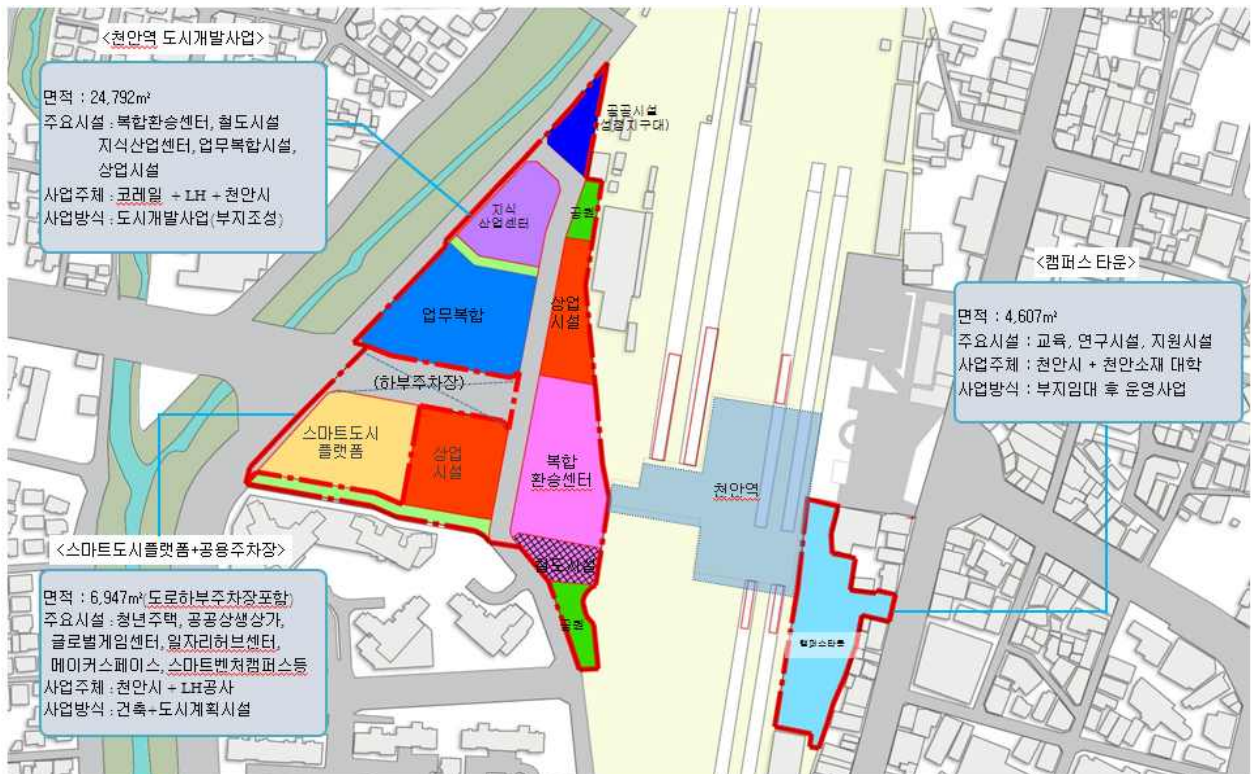 <천안역 도시개발사업>
면적 : 24,792m²
주요시설 : 복합환승센터, 철도시설
지식산업센터, 업무복합시설,
상업시설
사업주체 : 코레일 + LH + 천안시
사업방식 : 도시개발사업(부지조성)
공공시설
지식
산업센터
공원
업무복합
상업
시설
(하부주차장)
스마트도시
플랫폼
상업
시설
복합
환승센터
철도시설
공원
천안역
캠퍼스타운
<캠퍼스 타운>
면적 : 4,607m²
주요시설 : 교육, 연구시설, 지원시설
사업주체 : 천안시 + 천안소재 대학
사업방식 : 부지임대 후 운영사업
<스마트도시플랫폼+공용주차장>
면적 : 6,947m²(도로하부주차장포함)
주요시설 : 청년주택, 공공상생상가,
글로벌게임센터, 일자리허브센터,
메이커스페이스, 스마트벤처캠퍼스등
사업주체 : 천안시 + LH공사
사업방식 : 건축+도시계획시설